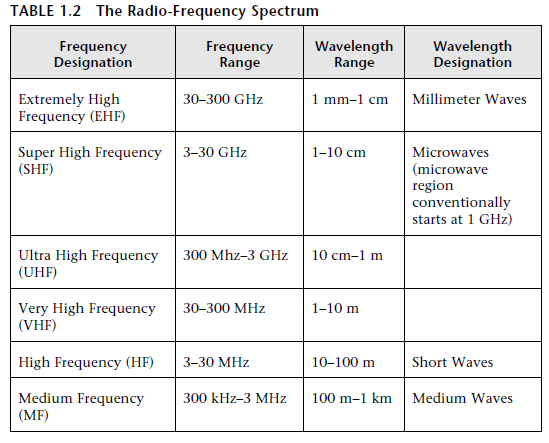 TABLE 1.2 The Radio-Frequency Spectrum
Frequency Designation | Frequency Range | Wavelength Range | Wavelength Designation
Extremely High Frequency (EHF) | 30–300 GHz | 1 mm–1 cm | Millimeter Waves
Super High Frequency (SHF) | 3–30 GHz | 1–10 cm | Microwaves (microwave region conventionally starts at 1 GHz)
Ultra High Frequency (UHF) | 300 Mhz–3 GHz | 10 cm–1 m
Very High Frequency (VHF) | 30–300 MHz | 1–10 m
High Frequency (HF) | 3–30 MHz | 10–100 m | Short Waves
Medium Frequency (MF) | 300 kHz–3 MHz | 100 m–1 km | Medium Waves